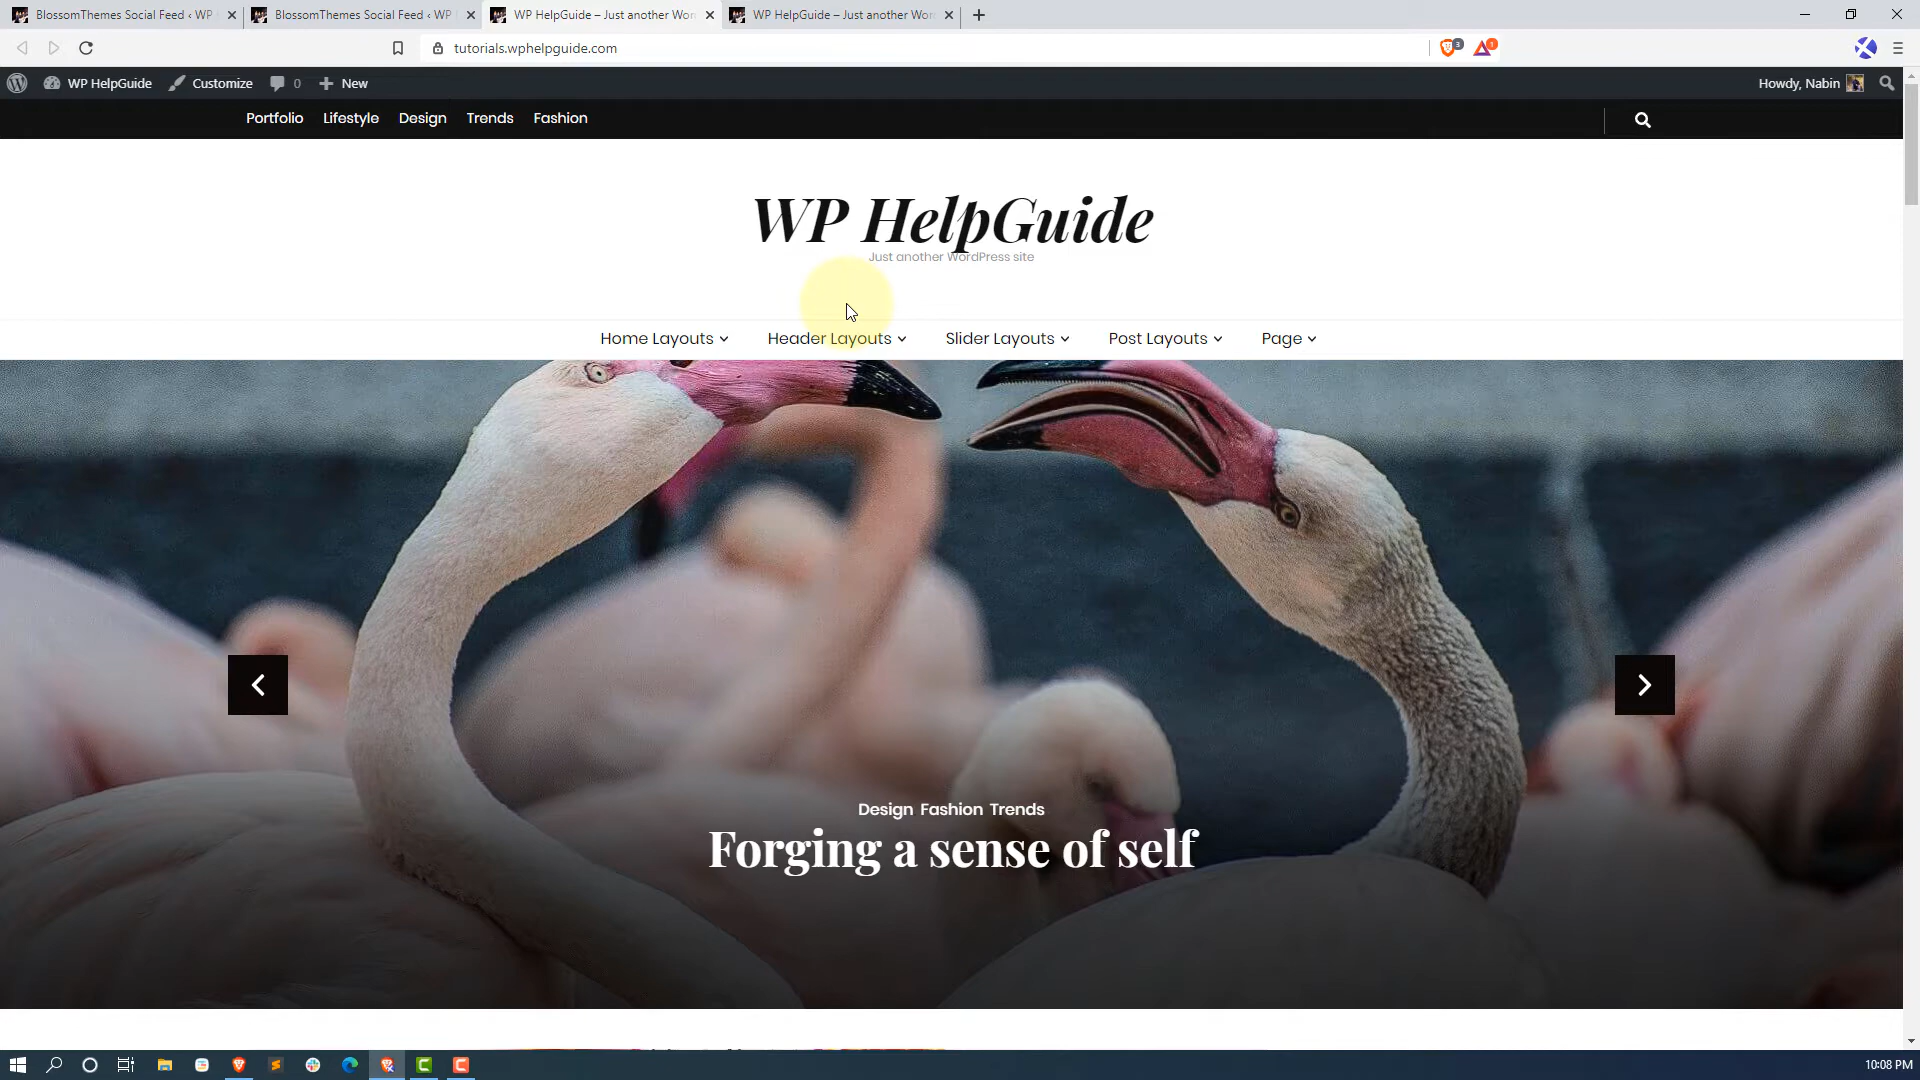 BlossomThemes Social Feed ‹ WP
BlossomThemes Social Feed ‹ WP
WP HelpGuide – Just another Wor
WP HelpGuide – Just another Wor
tutorials.wphelpguide.com
3
1
WP HelpGuide
Customize
0
New
Howdy, Nabin
Portfolio Lifestyle Design Trends Fashion
WP HelpGuide
Just another WordPress site
Home Layouts Header Layouts Slider Layouts Post Layouts Page
Design Fashion Trends
Forging a sense of self
10:08 PM